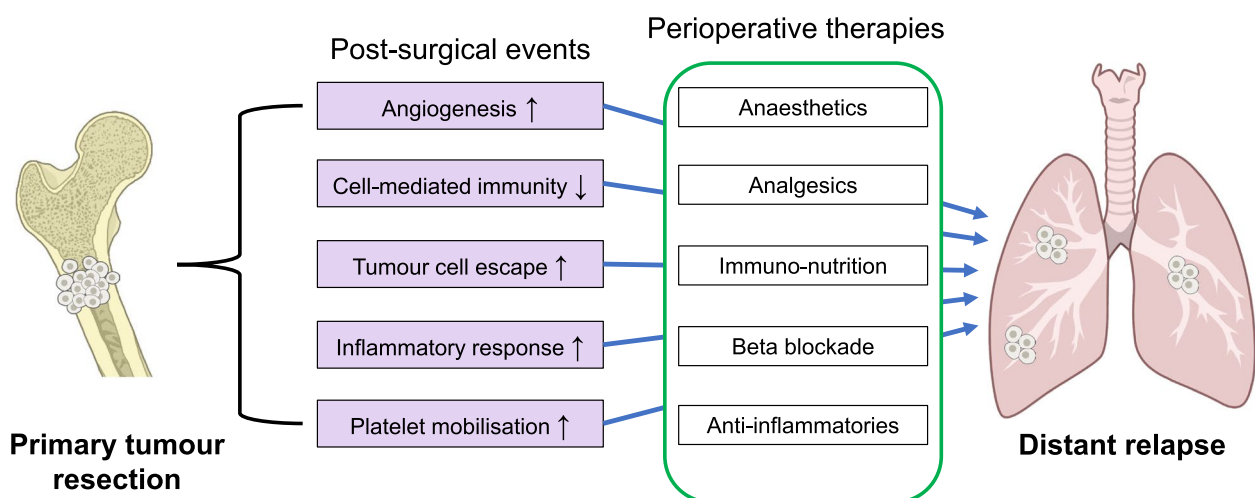 Post-surgical events
Perioperative therapies
Angiogenesis ↑
Cell-mediated immunity ↓
Tumour cell escape ↑
Inflammatory response ↑
Platelet mobilisation ↑
Anaesthetics
Analgesics
Immuno-nutrition
Beta blockade
Anti-inflammatories
Primary tumour
resection
Distant relapse